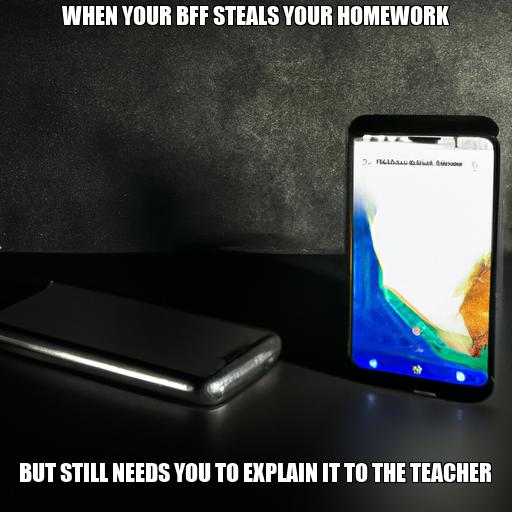 WHEN YOUR BFF STEALS YOUR HOMEWORK
BUT STILL NEEDS YOU TO EXPLAIN IT TO THE TEACHER